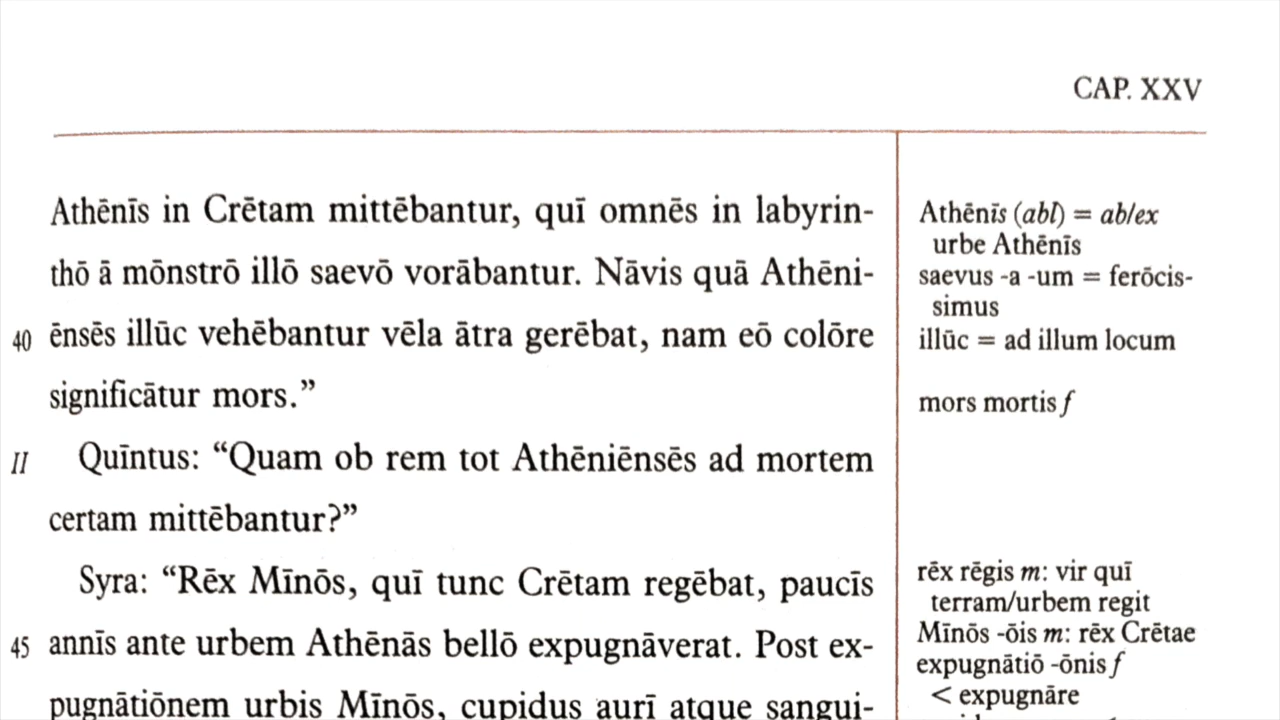 CAP. XXV
Athēnīs in Crētam mittēbantur, quī omnēs in labyrin-
thō ā mōnstrō illō saevō vorābantur. Nāvis quā Athēni-
40 ēnsēs illūc vehēbantur vēla ātra gerēbat, nam eō colōre
significātur mors.”
II Quīntus: “Quam ob rem tot Athēniēnsēs ad mortem
certam mittēbantur?”
Syra: “Rēx Mīnōs, quī tunc Crētam regēbat, paucīs
45 annīs ante urbem Athēnās bellō expugnāverat. Post ex-
pugnātiōnem urbis Mīnōs, cupidus aurī atque sangui-
Athēnīs (abl) = ab/ex
urbe Athēnīs
saevus -a -um = ferōcis-
simus
illūc = ad illum locum
mors mortis f
rēx rēgis m: vir quī
terram/urbem regit
Mīnōs -ōis m: rēx Crētae
expugnātiō -ōnis f
< expugnāre